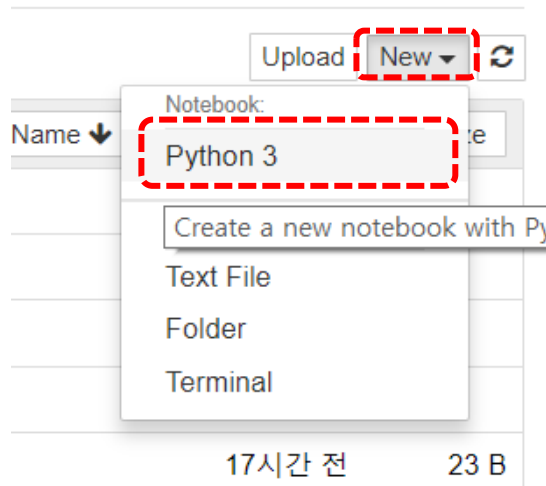 Upload New
Notebook:
Name
Python 3
Create a new notebook with Py
Text File
Folder
Terminal
17시간 전 23 B